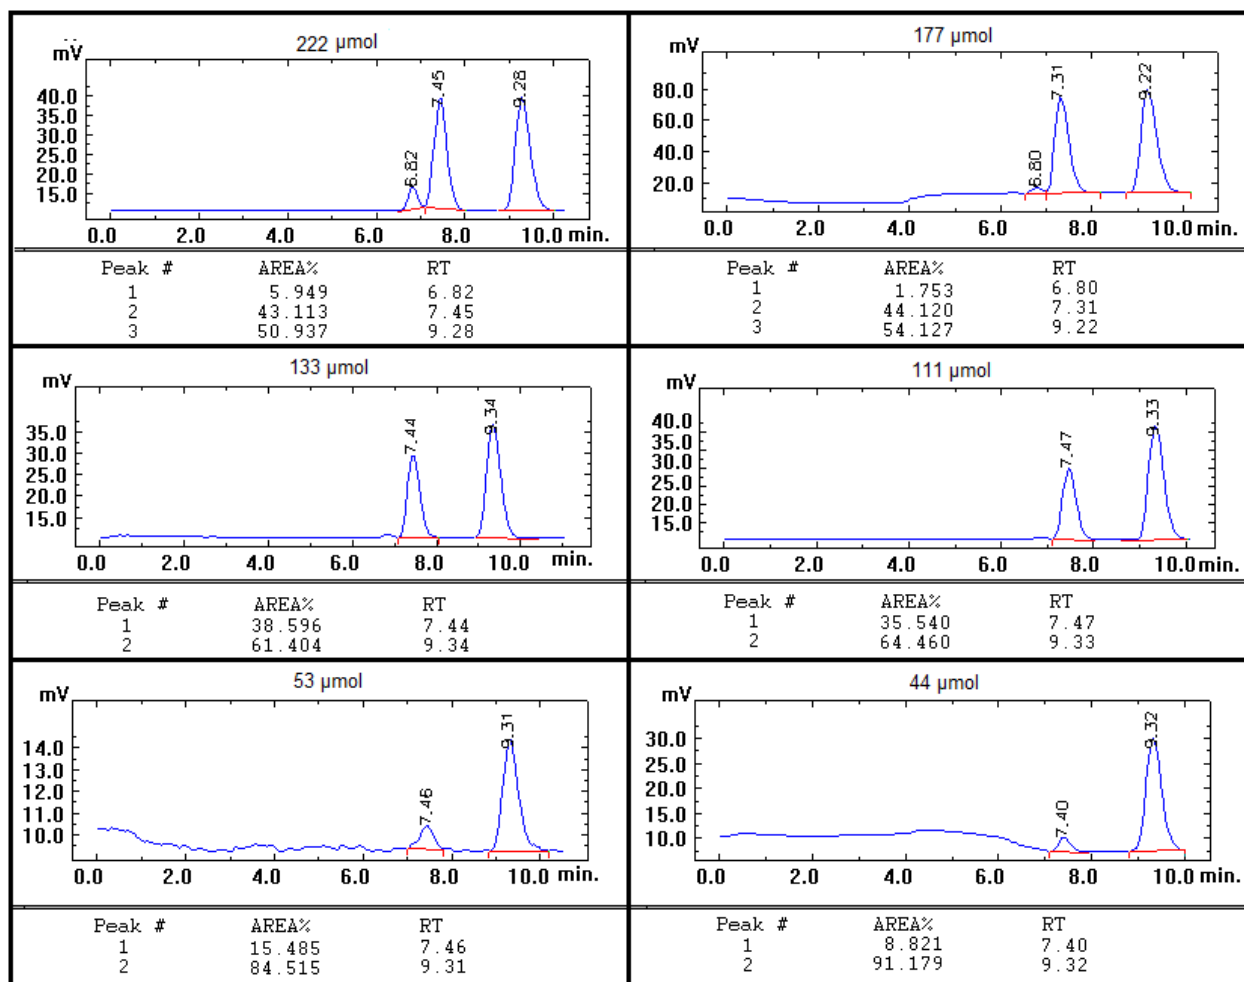 222 µmol
mV
40.0
35.0
30.0
25.0
20.0
15.0
6.82
7.45
9.28
0.0 2.0 4.0 6.0 8.0 10.0 min.
Peak # AREA% RT
1 5.949 6.82
2 43.113 7.45
3 50.937 9.28
177 µmol
mV
80.0
60.0
40.0
20.0
6.80
7.31
9.22
0.0 2.0 4.0 6.0 8.0 10.0 min.
Peak # AREA% RT
1 1.753 6.80
2 44.120 7.31
3 54.127 9.22
133 µmol
mV
35.0
30.0
25.0
20.0
15.0
7.44
9.34
0.0 2.0 4.0 6.0 8.0 10.0 min.
Peak # AREA% RT
1 38.596 7.44
2 61.404 9.34
111 µmol
mV
40.0
35.0
30.0
25.0
20.0
15.0
7.47
9.33
0.0 2.0 4.0 6.0 8.0 10.0 min.
Peak # AREA% RT
1 35.540 7.47
2 64.460 9.33
53 µmol
mV
14.0
13.0
12.0
11.0
10.0
7.46
9.31
0.0 2.0 4.0 6.0 8.0 10.0 min.
Peak # AREA% RT
1 15.485 7.46
2 84.515 9.31
44 µmol
mV
30.0
25.0
20.0
15.0
10.0
7.40
9.32
0.0 2.0 4.0 6.0 8.0 10.0 min.
Peak # AREA% RT
1 8.821 7.40
2 91.179 9.32